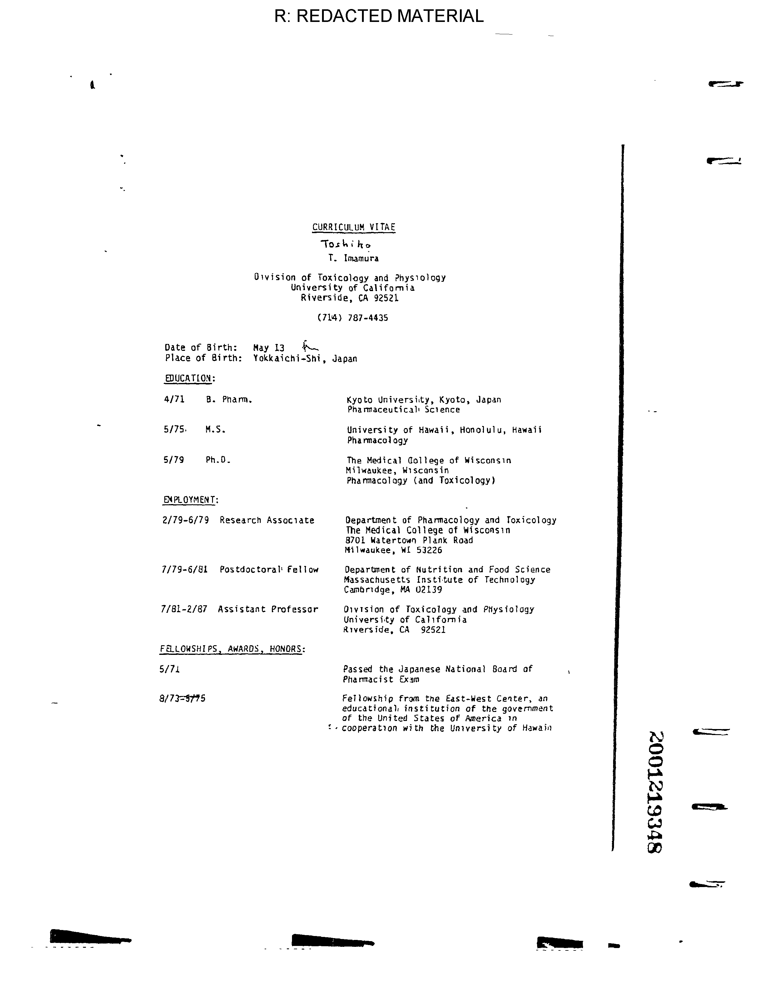 R: REDACTED MATERIAL
CURRICULUM VITAE
Toshiko
T. Imamura
Division of Toxicology and Physiology
University of California
Riverside, CA 92521
(714) 787-4435
Date of Birth: May 13
Place of Birth: Yokkaichi-Shi, Japan
EDUCATION:
4/71 B. Pharm. Kyoto University, Kyoto, Japan
Pharmaceutical Science
5/75 M.S. University of Hawaii, Honolulu, Hawaii
Pharmacology
5/79 Ph.D. The Medical College of Wisconsin
Milwaukee, Wisconsin
Pharmacology (and Toxicology)
EMPLOYMENT:
2/79-6/79 Research Associate Department of Pharmacology and Toxicology
The Medical College of Wisconsin
8701 Watertown Plank Road
Milwaukee, WI 53226
7/79-6/81 Postdoctoral Fellow Department of Nutrition and Food Science
Massachusetts Institute of Technology
Cambridge, MA 02139
7/81-2/87 Assistant Professor Division of Toxicology and Physiology
University of California
Riverside, CA 92521
FELLOWSHIPS, AWARDS, HONORS:
5/71 Passed the Japanese National Board of
Pharmacist Exam
8/73-5/75 Fellowship from the East-West Center, an
educational institution of the government
of the United States of America in
cooperation with the University of Hawaii
2001219348